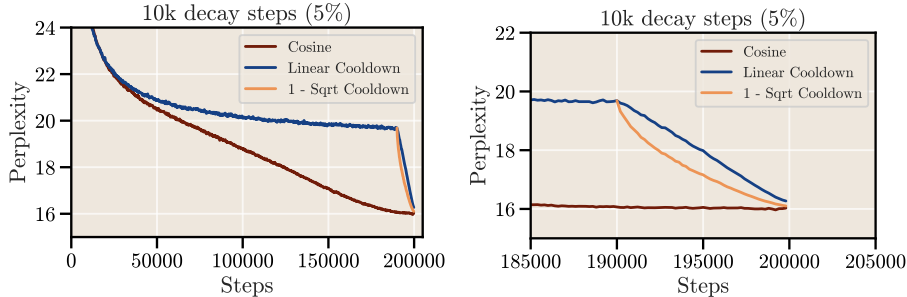 10k decay steps (5%)
24
22
20
18
16
Perplexity
Cosine
Linear Cooldown
1 - Sqrt Cooldown
0
50000
100000
150000
200000
Steps
10k decay steps (5%)
22
20
18
16
Perplexity
Cosine
Linear Cooldown
1 - Sqrt Cooldown
185000
190000
195000
200000
205000
Steps